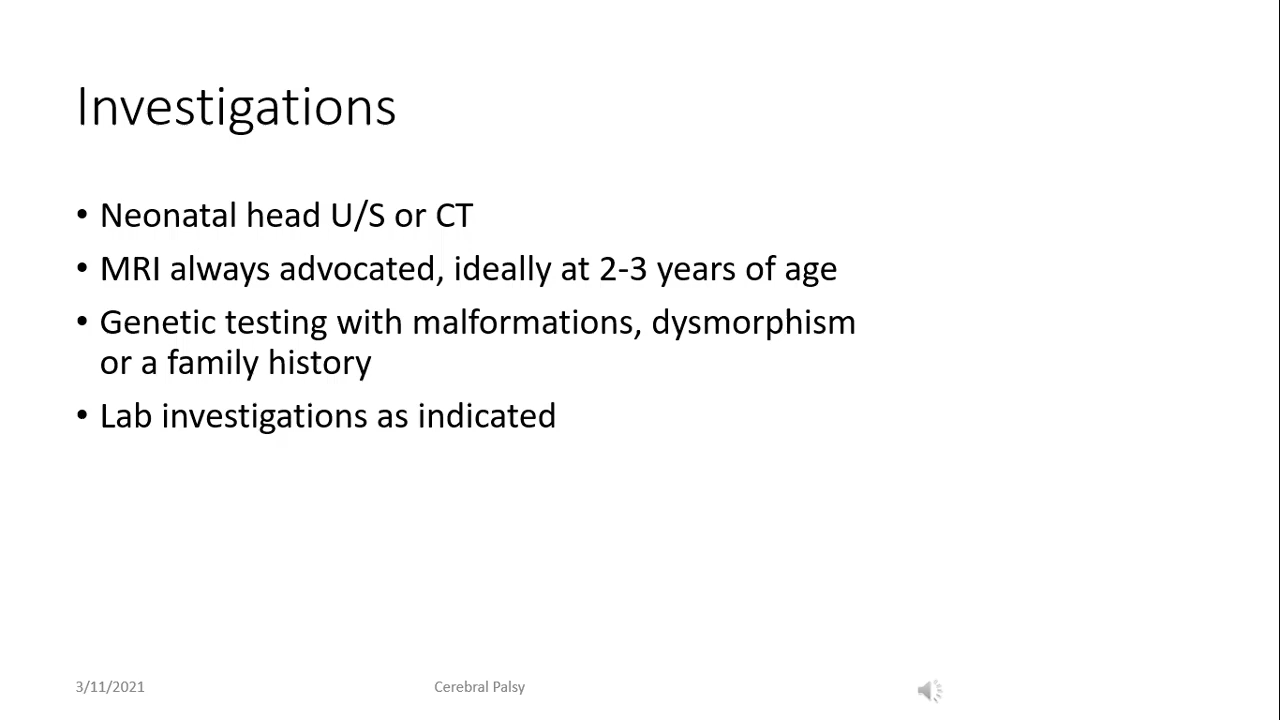 Investigations
• Neonatal head U/S or CT
• MRI always advocated, ideally at 2-3 years of age
• Genetic testing with malformations, dysmorphism
or a family history
• Lab investigations as indicated
3/11/2021
Cerebral Palsy